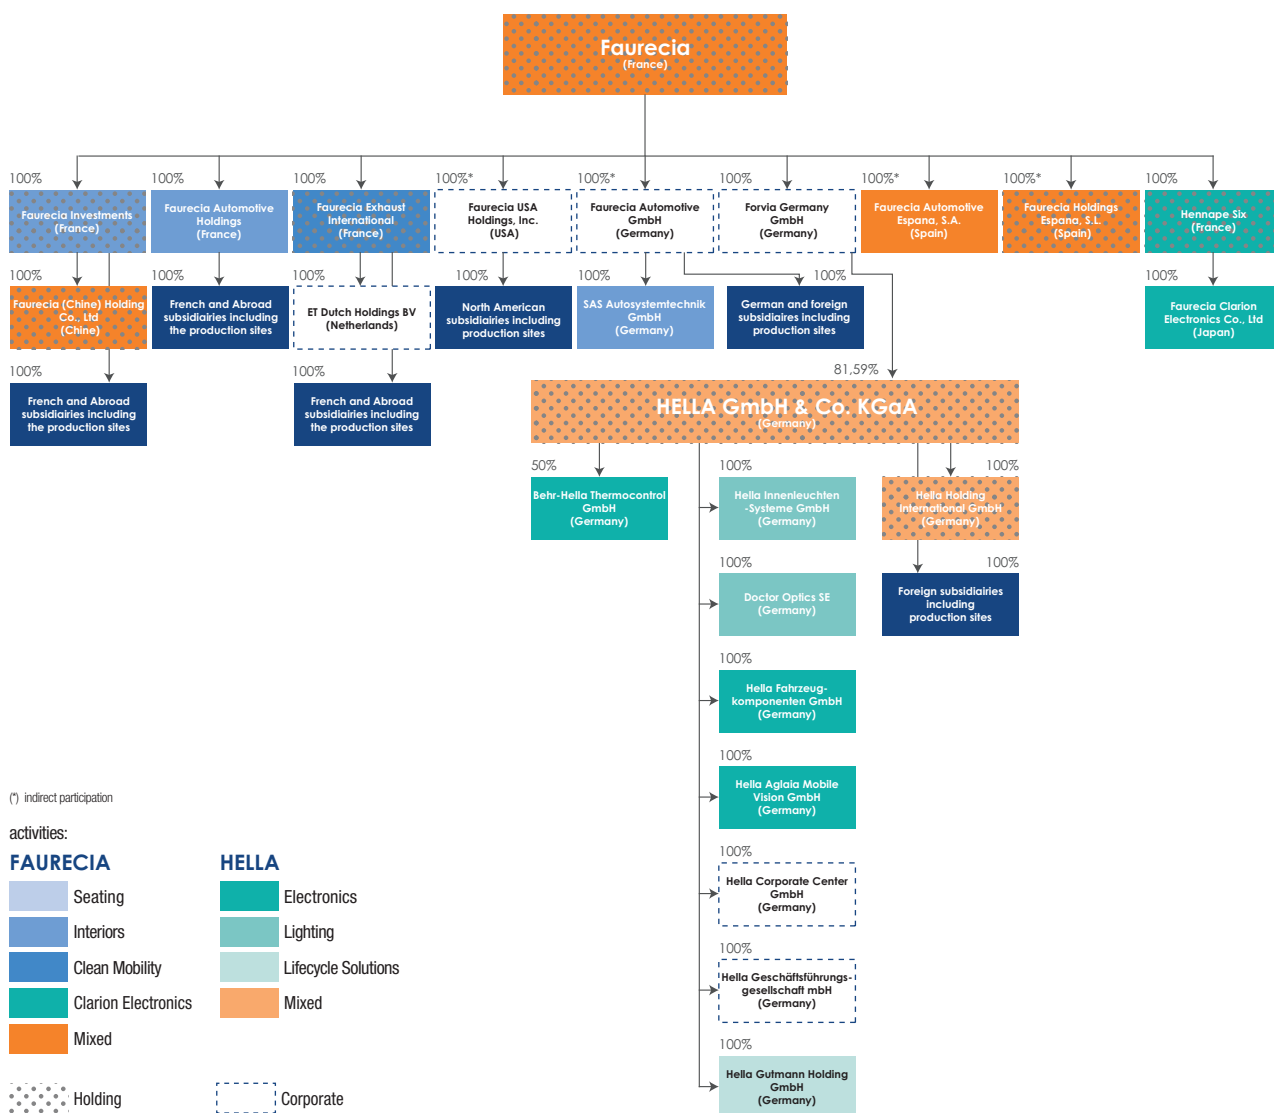 Faurecia
(France)
100%
100%
100%
100%*
100%*
100%
100%*
100%*
100%
Faurecia Investments
(France)
Faurecia Automotive
Holdings
(France)
Faurecia Exhaust
International
(France)
Faurecia USA
Holdings, Inc.
(USA)
Faurecia Automotive
GmbH
(Germany)
Forvia Germany
GmbH
(Germany)
Faurecia Automotive
Espana, S.A.
(Spain)
Faurecia Holdings
Espana, S.L.
(Spain)
Hennape Six
(France)
100%
100%
100%
100%
100%
100%
100%
Faurecia (Chine) Holding
Co., Ltd
(Chine)
French and Abroad
subsidiairies including
the production sites
ET Dutch Holdings BV
(Netherlands)
North American
subsidiairies including
production sites
SAS Autosystemtechnik
GmbH
(Germany)
German and foreign
subsidiaires including
production sites
Faurecia Clarion
Electronics Co., Ltd
(Japan)
100%
100%
81,59%
French and Abroad
subsidiairies including
the production sites
French and Abroad
subsidiairies including
the production sites
HELLA GmbH & Co. KGaA
(Germany)
50%
100%
100%
Behr-Hella Thermocontrol
GmbH
(Germany)
Hella Innenleuchten
-Systeme GmbH
(Germany)
Hella Holding
International GmbH
(Germany)
100%
100%
Doctor Optics SE
(Germany)
Foreign subsidiairies
including
production sites
100%
Hella Fahrzeug-
komponenten GmbH
(Germany)
100%
Hella Aglaia Mobile
Vision GmbH
(Germany)
100%
Hella Corporate Center
GmbH
(Germany)
100%
Hella Geschäftsführungs-
gesellschaft mbH
(Germany)
100%
Hella Gutmann Holding
GmbH
(Germany)
(*) indirect participation
activities:
FAURECIA
Seating
Interiors
Clean Mobility
Clarion Electronics
Mixed
Holding
HELLA
Electronics
Lighting
Lifecycle Solutions
Mixed
Corporate